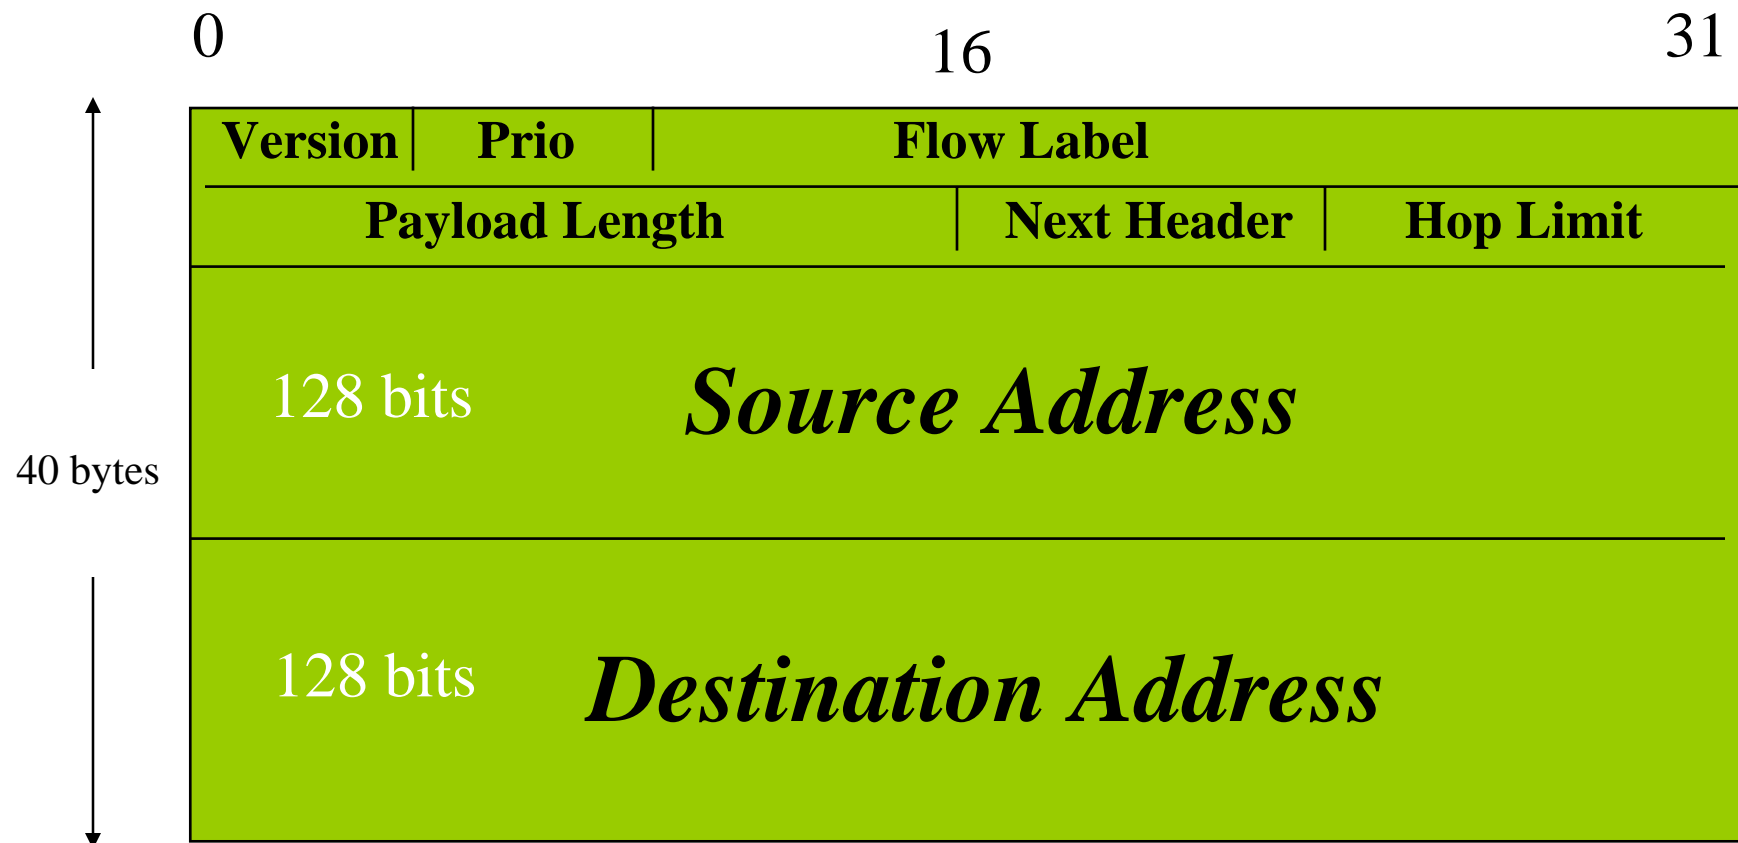 0 16 31
Version Prio Flow Label
Payload Length Next Header Hop Limit
128 bits Source Address
40 bytes
128 bits Destination Address